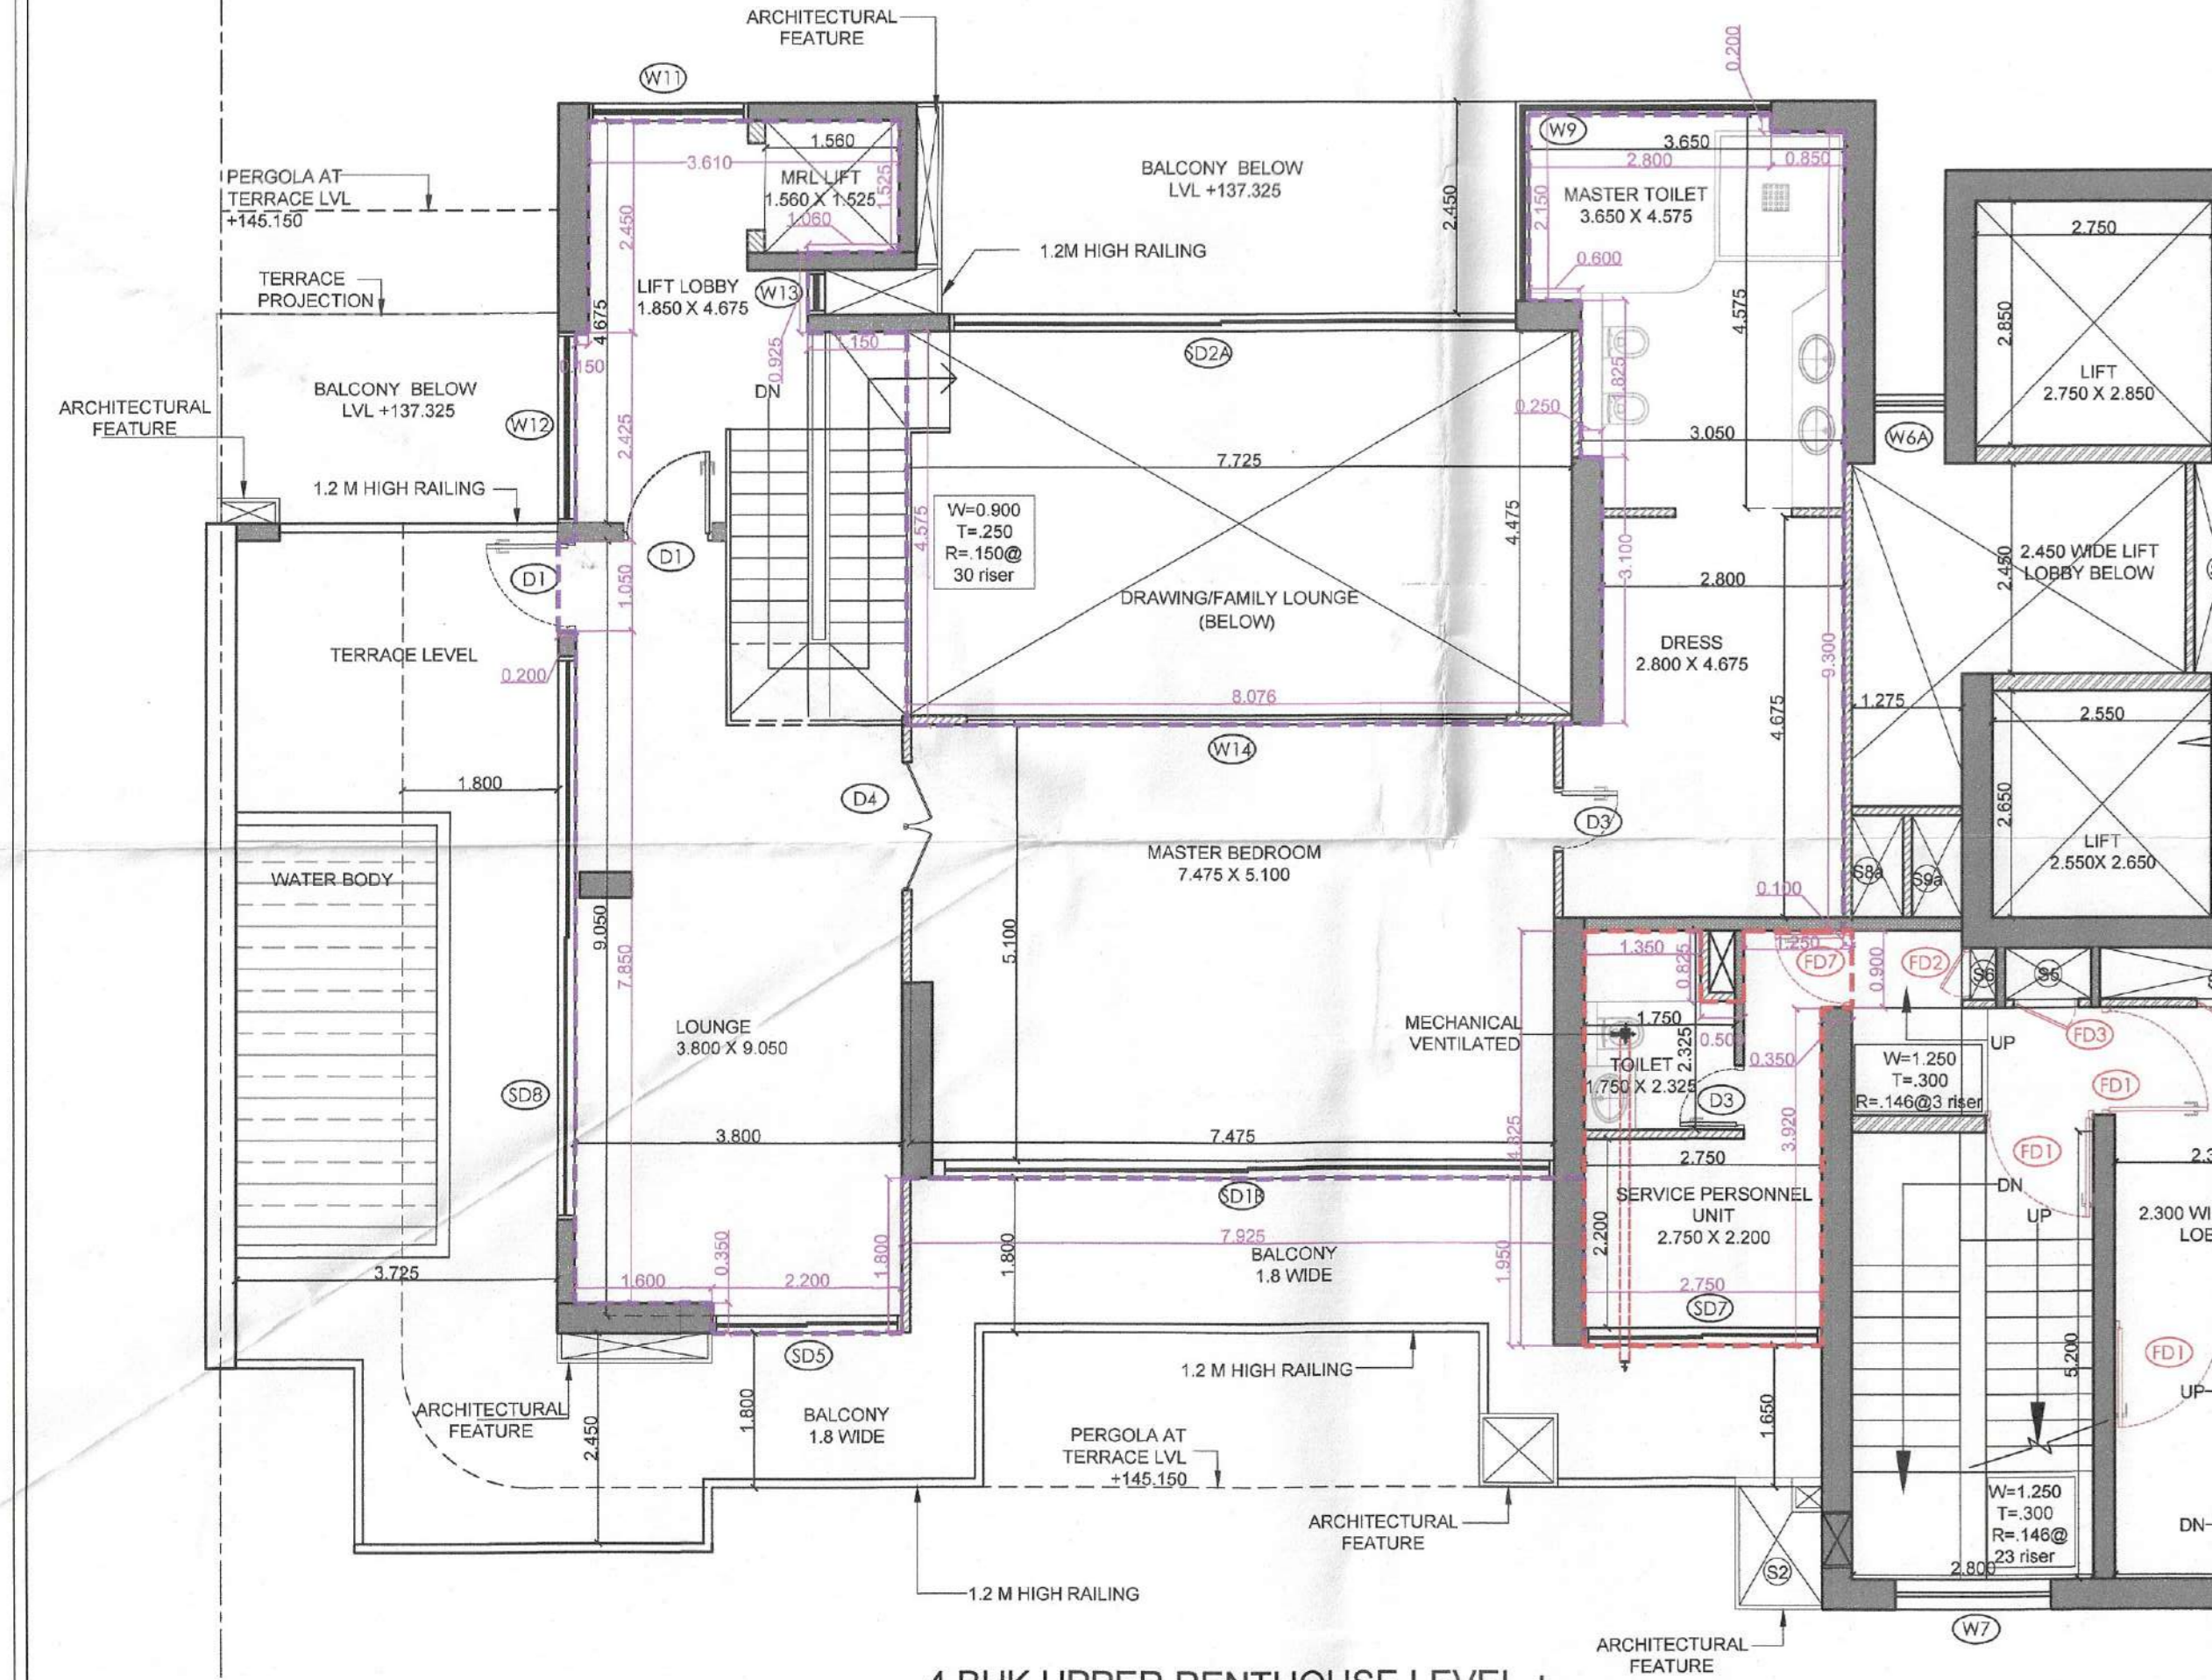 ARCHITECTURAL
FEATURE
W11
0.200
W9
1.560
3.610
MRL LIFT
1.560 X 1.525
1.525
1.060
BALCONY BELOW
LVL +137.325
2.450
3.650
2.800
0.850
MASTER TOILET
3.650 X 4.575
2.150
0.600
PERGOLA AT
TERRACE LVL
+145.150
2.450
2.750
1.2M HIGH RAILING
TERRACE
PROJECTION
LIFT LOBBY
1.850 X 4.675
W13
4.675
4.575
2.850
0.150
0.925
1.150
SD2A
1.825
LIFT
2.750 X 2.850
BALCONY BELOW
LVL +137.325
DN
ARCHITECTURAL
FEATURE
W12
2.425
0.250
3.050
W6A
7.725
1.2 M HIGH RAILING
W=0.900
T=.250
R=.150@
30 riser
4.575
4.475
3.100
D1
D1
1.050
2.450 WIDE LIFT
LOBBY BELOW
2.450
2.800
DRAWING/FAMILY LOUNGE
(BELOW)
DRESS
2.800 X 4.675
9.300
TERRACE LEVEL
0.200
8.076
4.675
1.275
2.550
W14
1.800
D4
D3
2.650
LIFT
2.550X 2.650
MASTER BEDROOM
7.475 X 5.100
WATER BODY
S8a
S9a
0.100
9.050
7.850
5.100
1.350
0.825
1.250
FD7
0.900
FD2
S6
S5
LOUNGE
3.800 X 9.050
MECHANICAL
VENTILATED
1.750
2.325
0.350
UP
FD3
TOILET
1.750 X 2.325
W=1.250
T=.300
R=.146@3 riser
FD1
SD8
D3
3.800
7.475
4.325
3.920
2.750
FD1
SD1B
SERVICE PERSONNEL
UNIT
2.750 X 2.200
2.200
DN
UP
7.925
BALCONY
1.8 WIDE
1.800
1.800
1.950
3.725
0.350
1.600
2.200
2.750
SD7
5.200
FD1
SD5
1.2 M HIGH RAILING
UP
ARCHITECTURAL
FEATURE
2.450
1.800
BALCONY
1.8 WIDE
PERGOLA AT
TERRACE LVL
+145.150
1.650
W=1.250
T=.300
R=.146@
23 riser
ARCHITECTURAL
FEATURE
DN
S2
2.800
1.2 M HIGH RAILING
W7
ARCHITECTURAL
FEATURE
4 BHK UPPER PENTHOUSE LEVEL